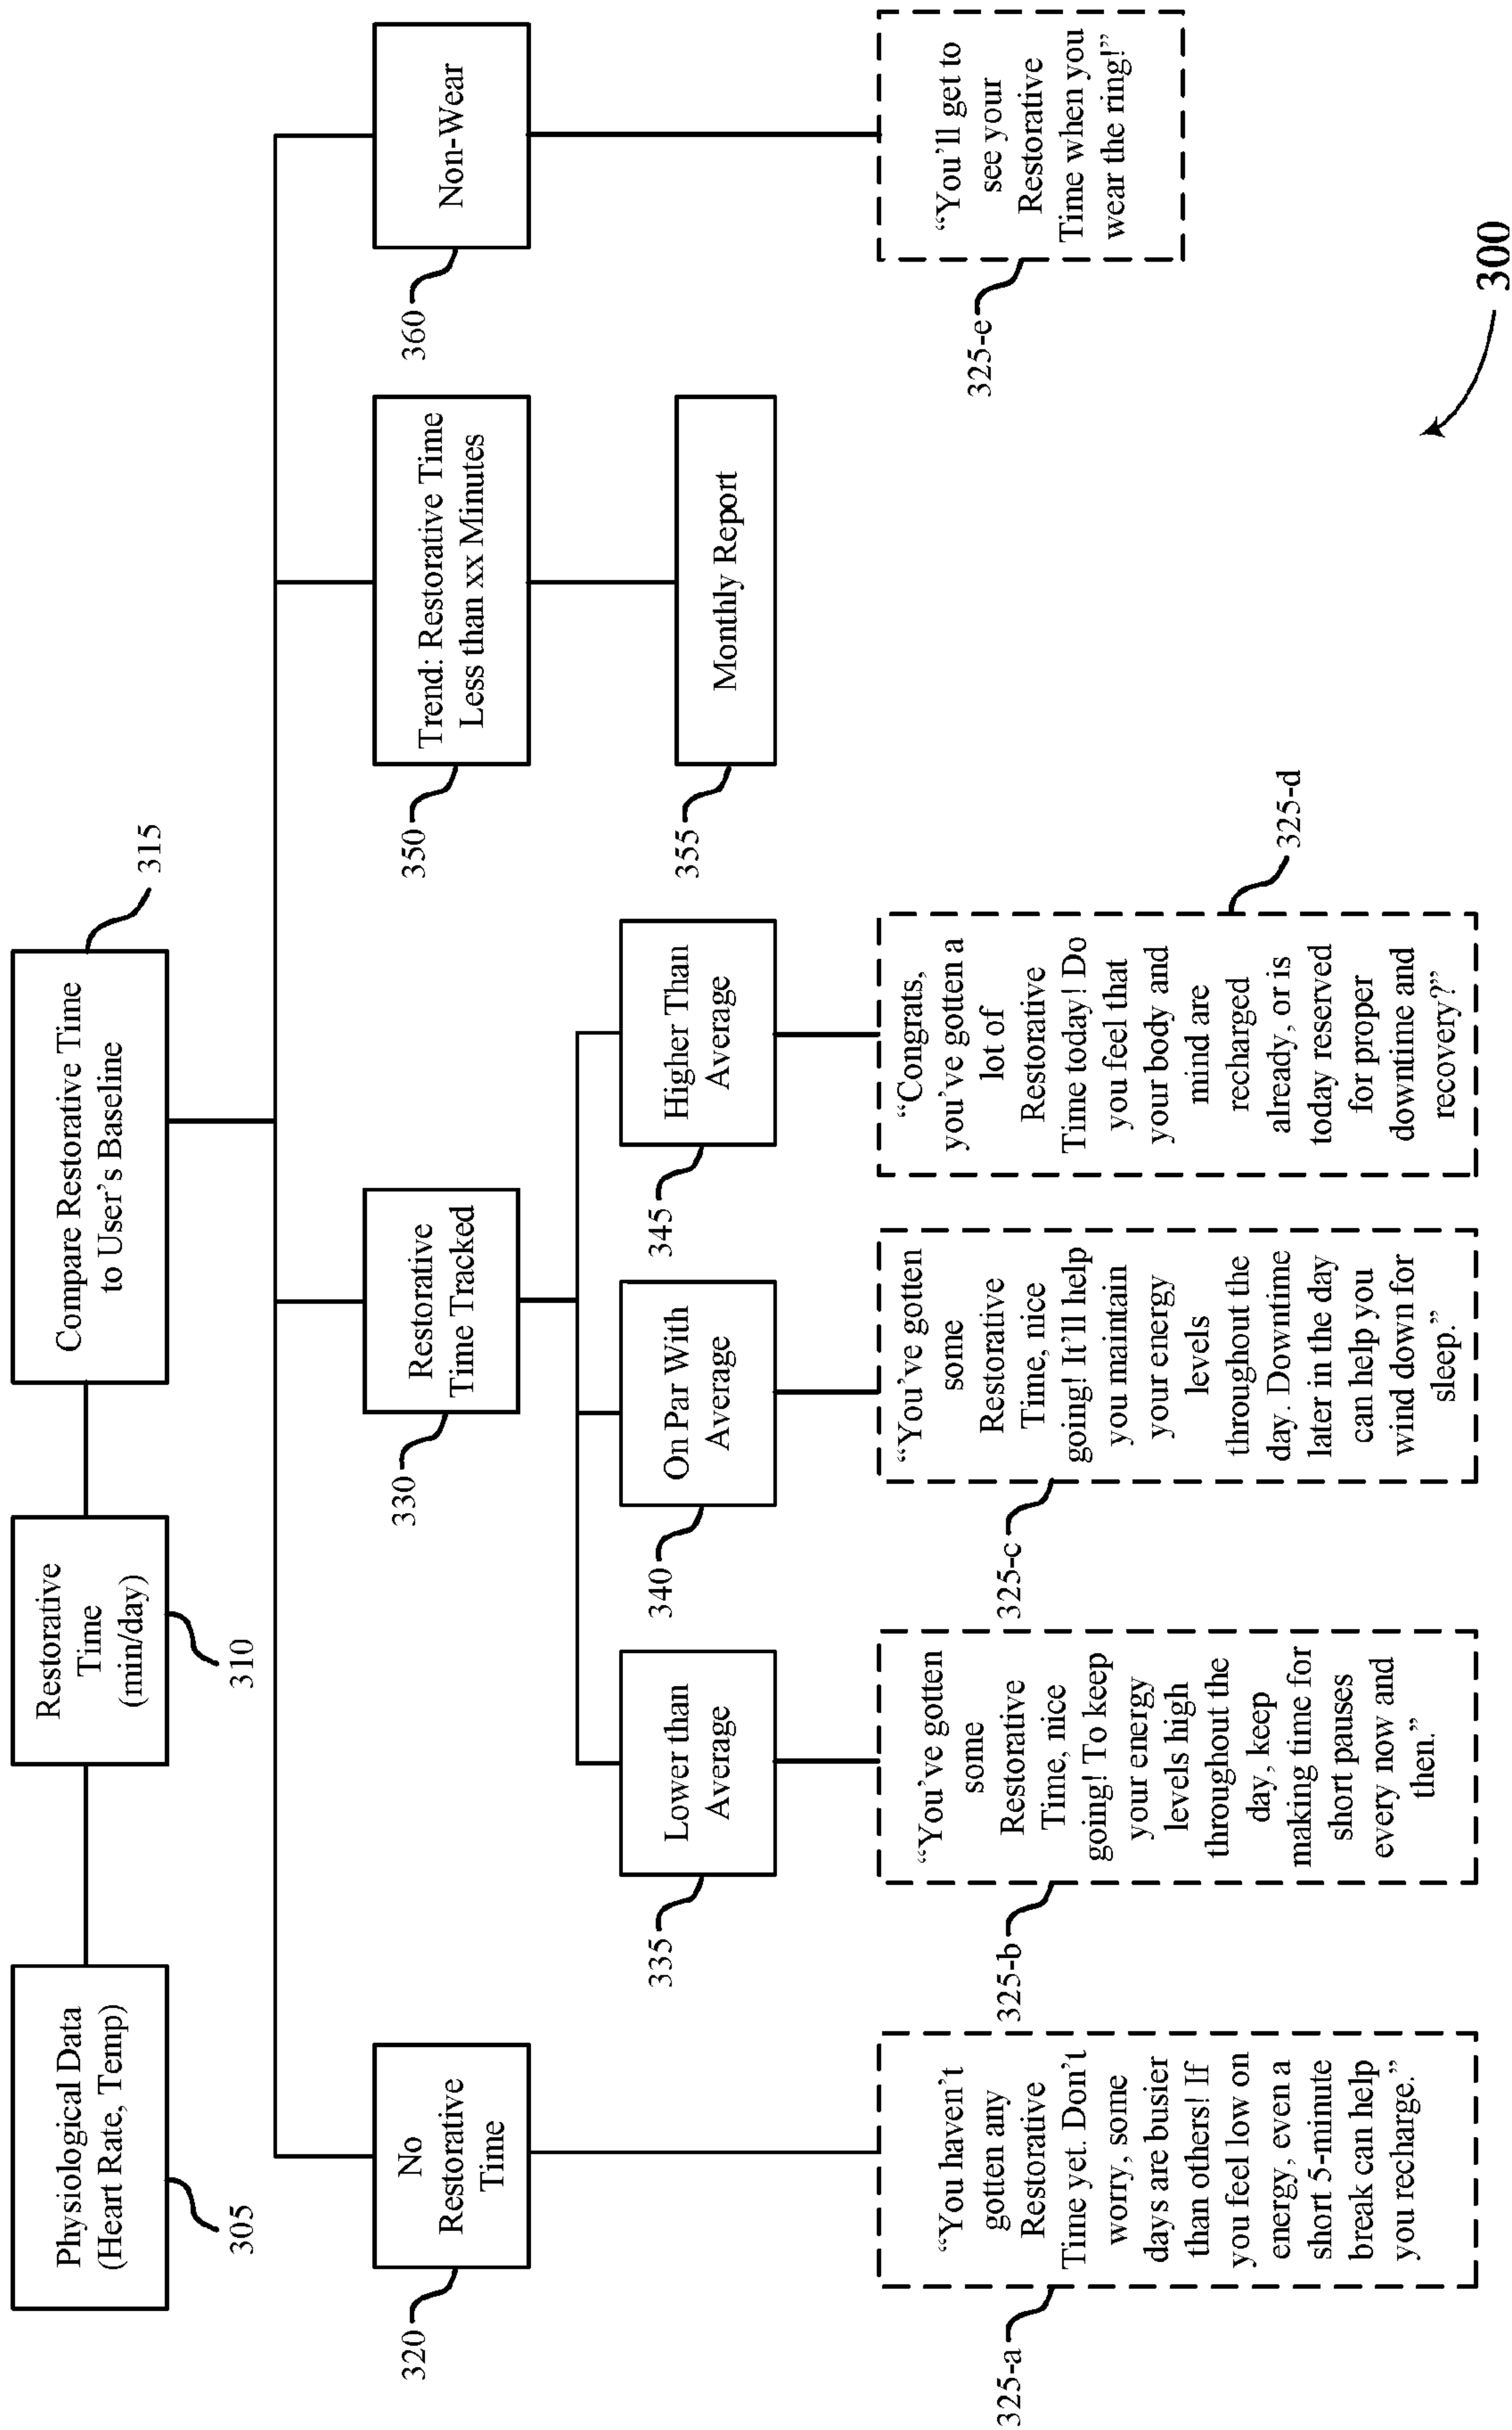 Physiological Data
(Heart Rate, Temp)
305
Restorative
Time
(min/day)
310
Compare Restorative Time
to User's Baseline
315
No
Restorative
Time
320
Restorative
Time Tracked
330
Trend: Restorative Time
Less than xx Minutes
350
Non-Wear
360
Lower than
Average
335
On Par With
Average
340
Higher Than
Average
345
Monthly Report
355
“You haven’t
gotten any
Restorative
Time yet. Don’t
worry, some
days are busier
than others! If
you feel low on
energy, even a
short 5-minute
break can help
you recharge.”
325-a
“You’ve gotten
some
Restorative
Time, nice
going! To keep
your energy
levels high
throughout the
day, keep
making time for
short pauses
every now and
then.”
325-b
“You’ve gotten
some
Restorative
Time, nice
going! It’ll help
you maintain
your energy
levels
throughout the
day. Downtime
later in the day
can help you
wind down for
sleep.”
325-c
“Congrats,
you’ve gotten a
lot of
Restorative
Time today! Do
you feel that
your body and
mind are
recharged
already, or is
today reserved
for proper
downtime and
recovery?”
325-d
“You’ll get to
see your
Restorative
Time when you
wear the ring!”
325-e
300